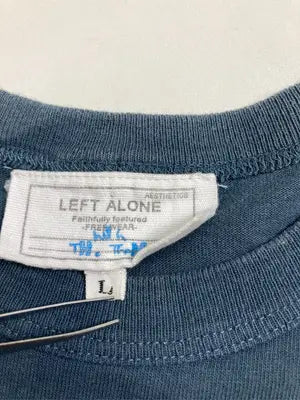 AESTHETICS
LEFT ALONE
Faithfully featured
-FREEWEAR-
L